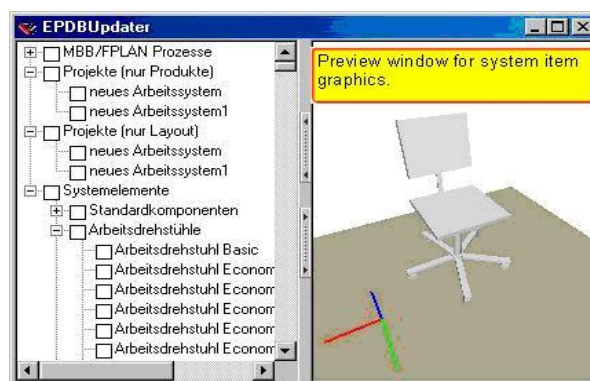 EPDBUpdater
MBB/FPLAN Prozesse
Projekte (nur Produkte)
neues Arbeitssystem
neues Arbeitssystem1
Projekte (nur Layout)
neues Arbeitssystem
neues Arbeitssystem1
Systemelemente
Standardkomponenten
Arbeitsdrehstühle
Arbeitsdrehstuhl Basic
Arbeitsdrehstuhl Econom
Arbeitsdrehstuhl Econom
Arbeitsdrehstuhl Econom
Arbeitsdrehstuhl Econom
Arbeitsdrehstuhl Econom
Preview window for system item
graphics.